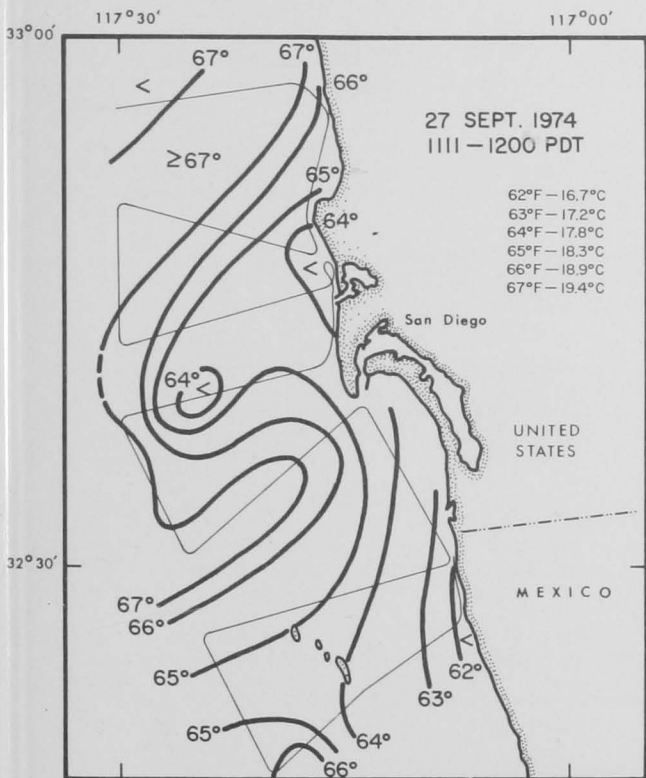 117°30'
117°00'
33°00'
67°
67°
66°
<
27 SEPT. 1974
1111–1200 PDT
≥67°
62°F–16.7°C
63°F–17.2°C
64°F–17.8°C
65°F–18.3°C
66°F–18.9°C
67°F–19.4°C
65°
64°
<
San Diego
64°
<
UNITED
STATES
32°30'
MEXICO
67°
66°
<
65°
62°
63°
65°
64°
66°